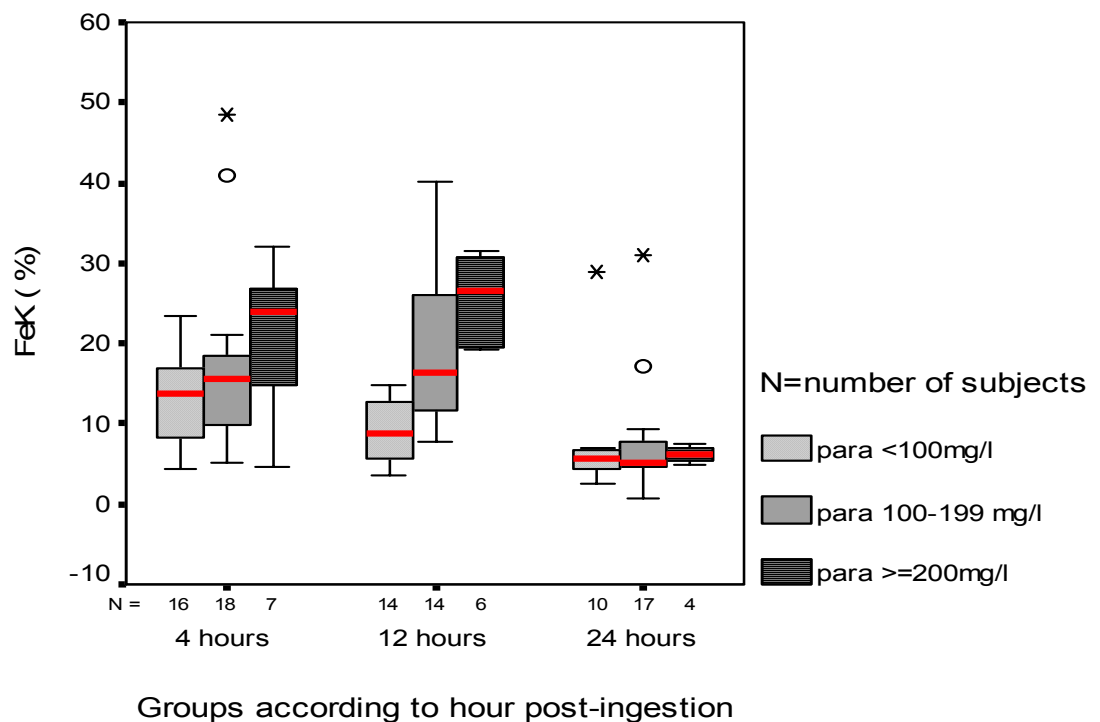 60
50
40
30
20
10
0
-10
FeK ( %)
N = 16 18 7 14 14 6 10 17 4
4 hours 12 hours 24 hours
Groups according to hour post-ingestion
N=number of subjects
para <100mg/l
para 100-199 mg/l
para >=200mg/l